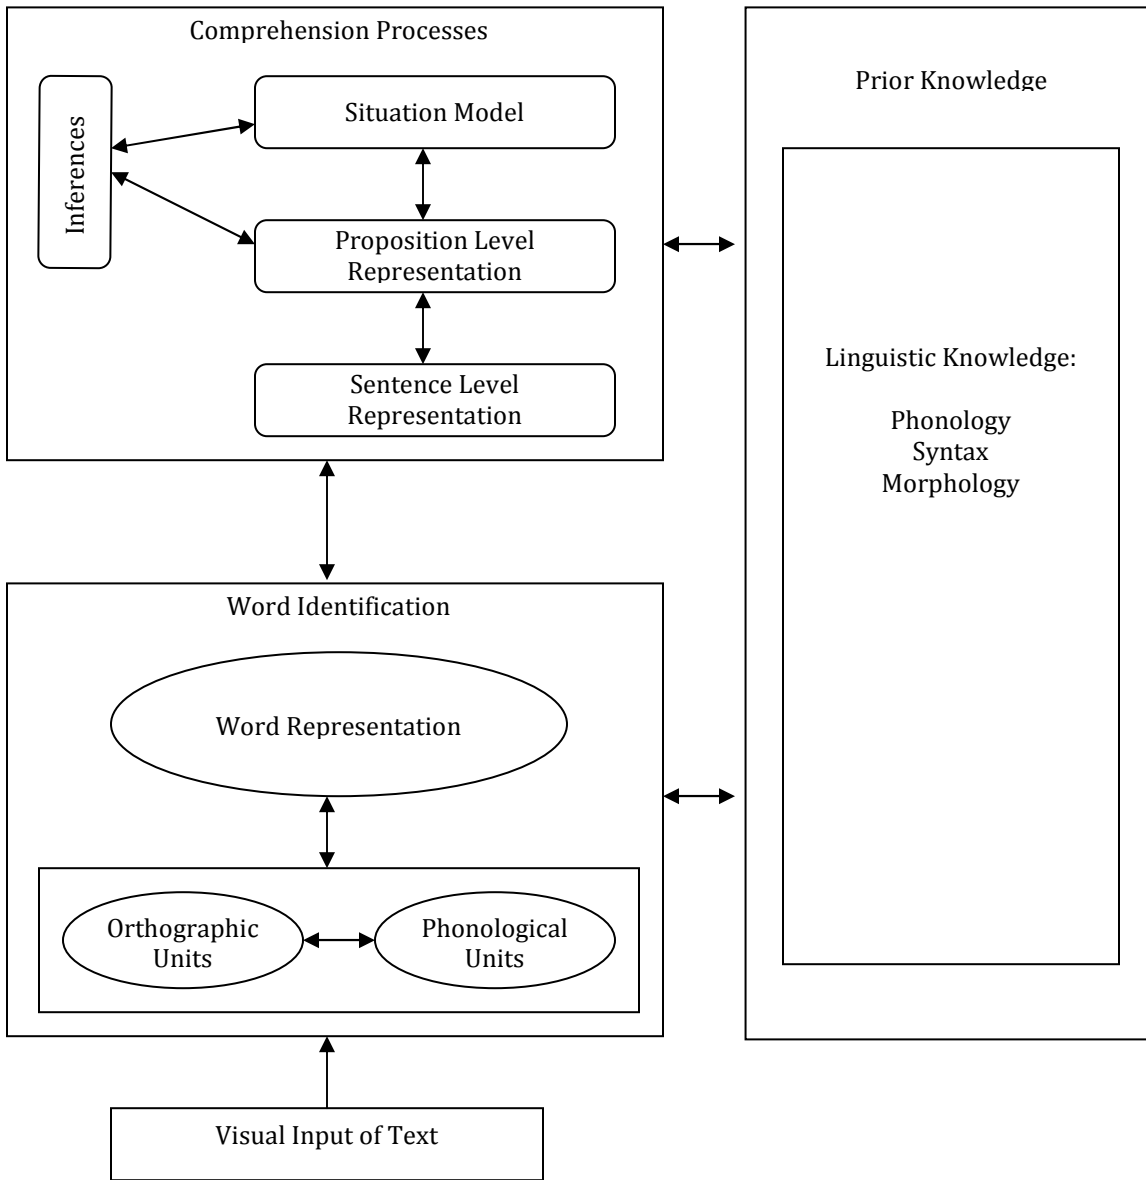 Comprehension Processes
Inferences
Situation Model
Proposition Level
Representation
Sentence Level
Representation
Word Identification
Word Representation
Orthographic
Units
Phonological
Units
Visual Input of Text
Prior Knowledge
Linguistic Knowledge:
Phonology
Syntax
Morphology